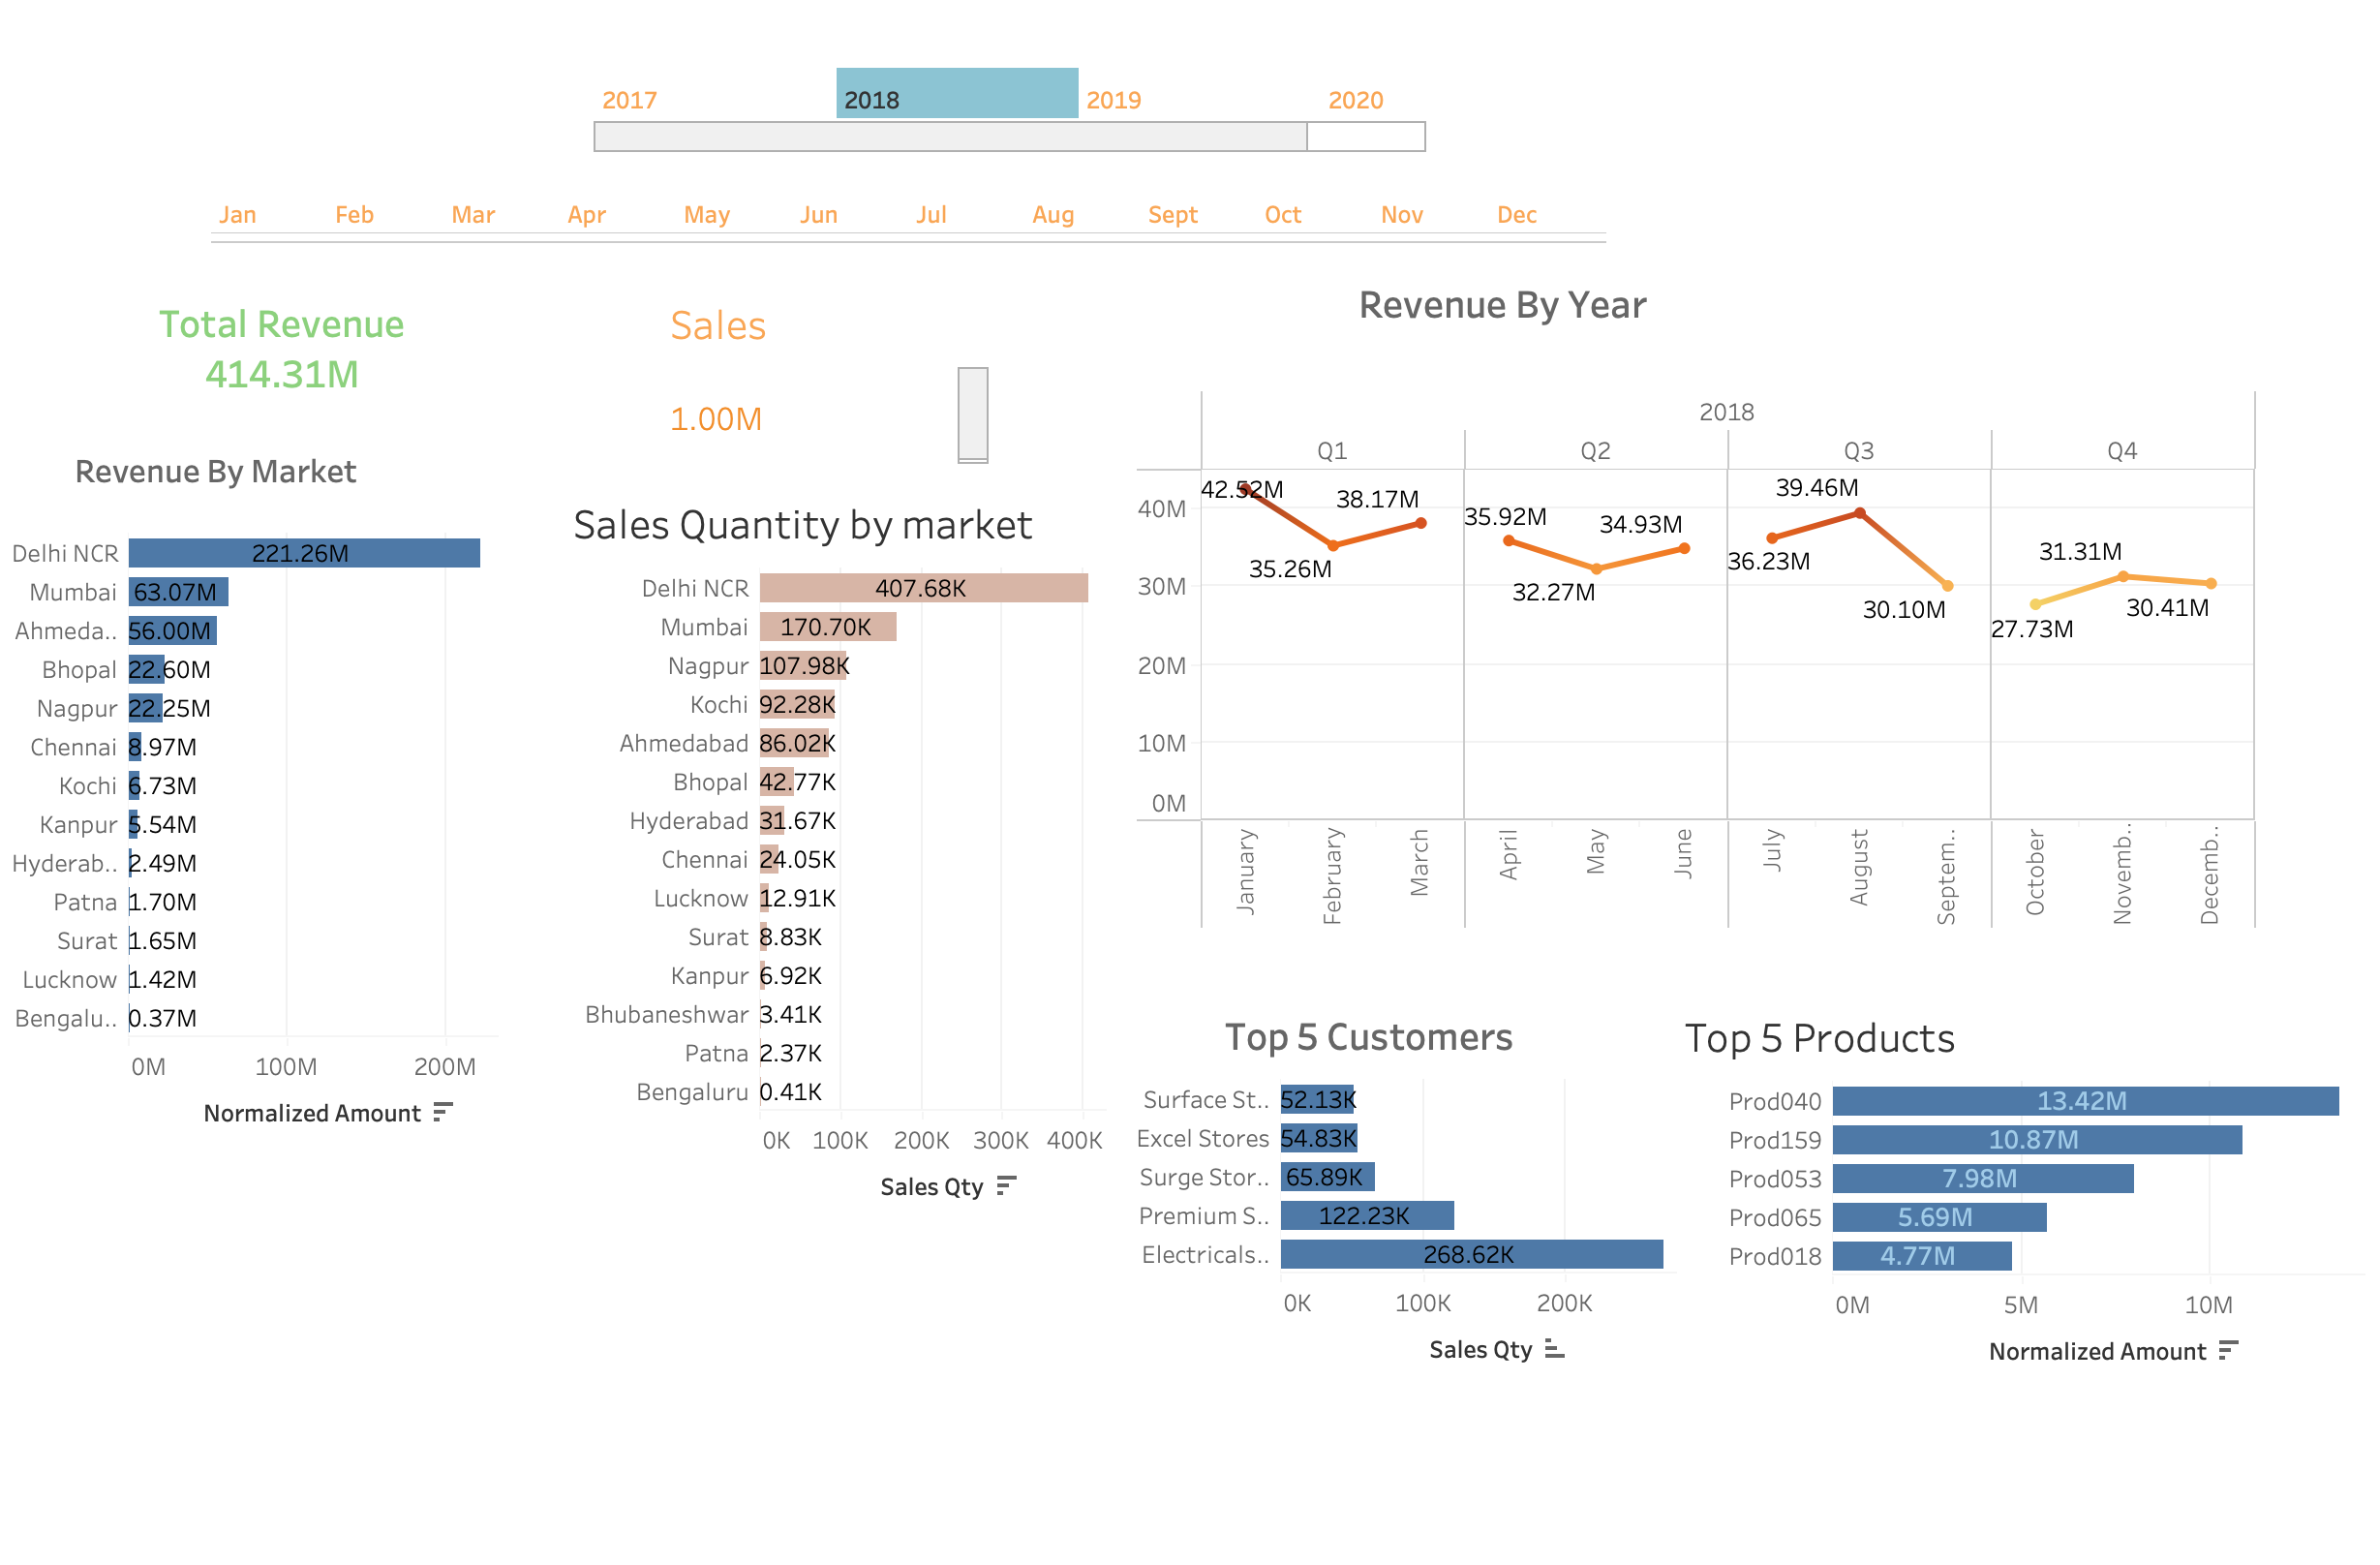 2017 2018 2019 2020
Jan Feb Mar Apr May Jun Jul Aug Sept Oct Nov Dec
Total Revenue
414.31M
Sales
1.00M
Revenue By Market
Delhi NCR 221.26M
Mumbai 63.07M
Ahmeda.. 56.00M
Bhopal 22.60M
Nagpur 22.25M
Chennai 8.97M
Kochi 6.73M
Kanpur 5.54M
Hyderab.. 2.49M
Patna 1.70M
Surat 1.65M
Lucknow 1.42M
Bengalu.. 0.37M
0M 100M 200M
Normalized Amount
Sales Quantity by market
Delhi NCR 407.68K
Mumbai 170.70K
Nagpur 107.98K
Kochi 92.28K
Ahmedabad 86.02K
Bhopal 42.77K
Hyderabad 31.67K
Chennai 24.05K
Lucknow 12.91K
Surat 8.83K
Kanpur 6.92K
Bhubaneshwar 3.41K
Patna 2.37K
Bengaluru 0.41K
0K 100K 200K 300K 400K
Sales Qty
Revenue By Year
2018
Q1 Q2 Q3 Q4
40M
30M
20M
10M
0M
42.52M
35.26M
38.17M
35.92M
32.27M
34.93M
36.23M
39.46M
30.10M
27.73M
31.31M
30.41M
January
February
March
April
May
June
July
August
Septem..
October
Novemb..
Decemb..
Top 5 Customers
Surface St.. 52.13K
Excel Stores 54.83K
Surge Stor.. 65.89K
Premium S.. 122.23K
Electricals.. 268.62K
0K 100K 200K
Sales Qty
Top 5 Products
Prod040 13.42M
Prod159 10.87M
Prod053 7.98M
Prod065 5.69M
Prod018 4.77M
0M 5M 10M
Normalized Amount